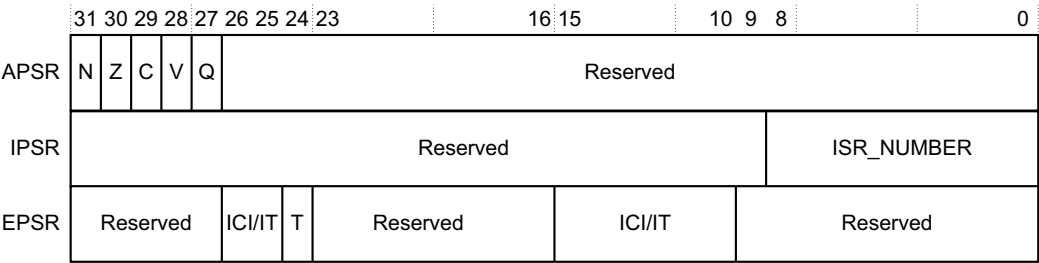 31 30 29 28 27 26 25 24 23 16 15 10 9 8 0
APSR N Z C V Q Reserved
IPSR Reserved ISR_NUMBER
EPSR Reserved ICI/IT T Reserved ICI/IT Reserved